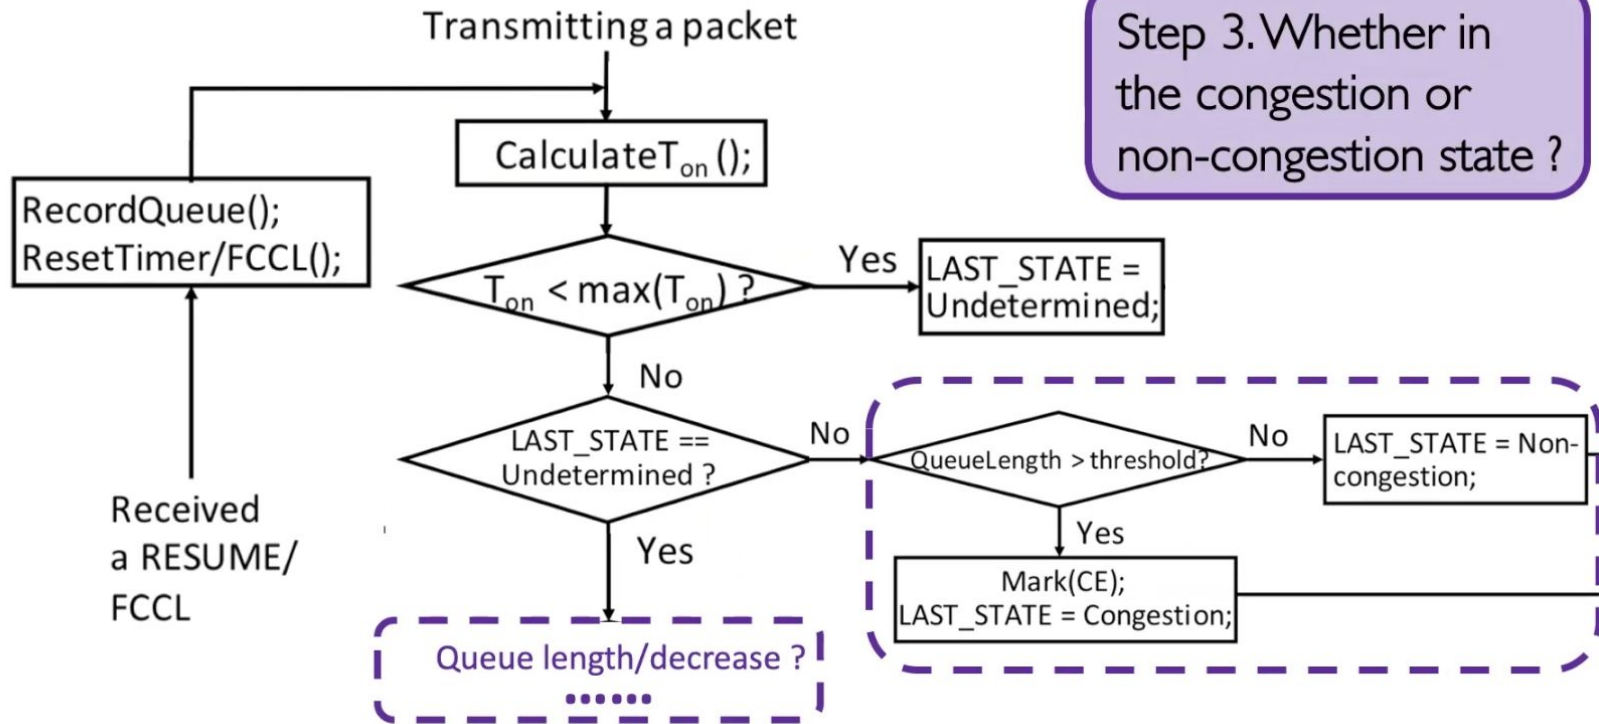 Transmitting a packet
Step 3. Whether in
the congestion or
non-congestion state ?
CalculateTon ();
RecordQueue();
ResetTimer/FCCL();
Ton < max(Ton) ?
Yes
LAST_STATE =
Undetermined;
No
LAST_STATE ==
Undetermined ?
No
QueueLength > threshold?
No
LAST_STATE = Non-
congestion;
Received
a RESUME/
FCCL
Yes
Yes
Mark(CE);
LAST_STATE = Congestion;
Queue length/decrease ?
......